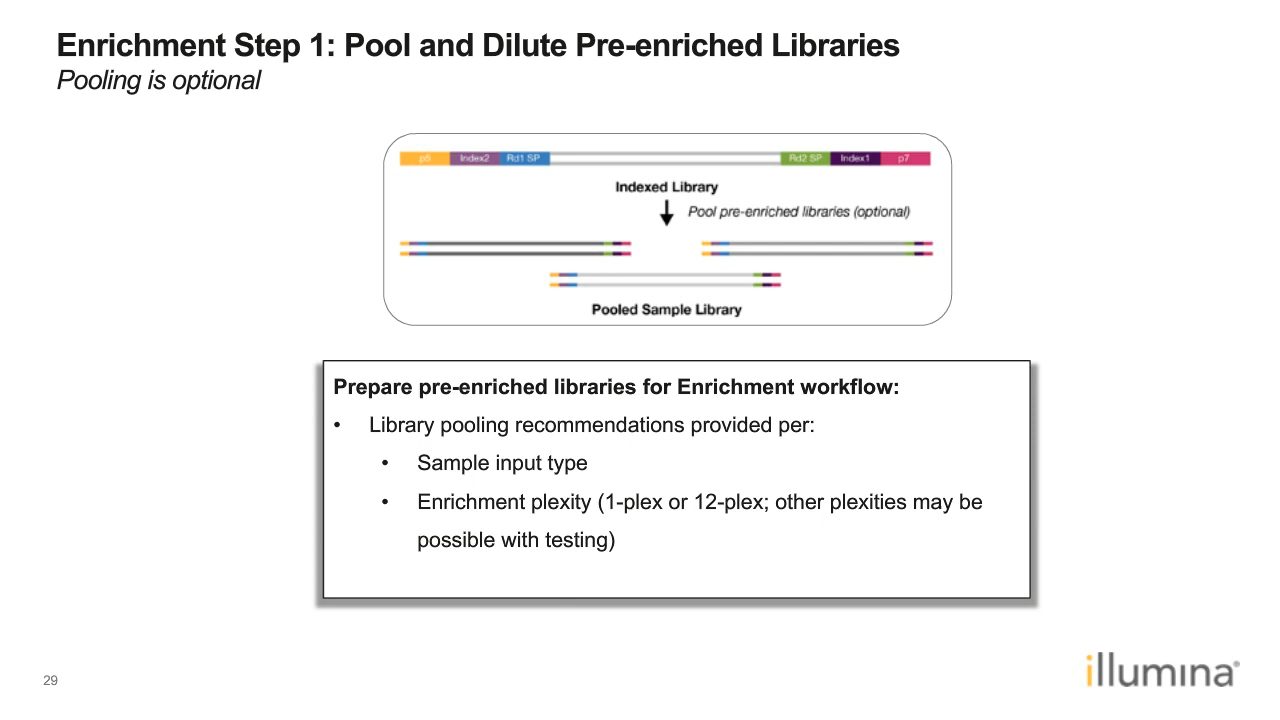 Enrichment Step 1: Pool and Dilute Pre-enriched Libraries
Pooling is optional
p5 Index2 Rd1 SP Rd2 SP Index1 p7
Indexed Library
Pool pre-enriched libraries (optional)
Pooled Sample Library
Prepare pre-enriched libraries for Enrichment workflow:
• Library pooling recommendations provided per:
• Sample input type
• Enrichment plexity (1-plex or 12-plex; other plexities may be
possible with testing)
29
illumina®